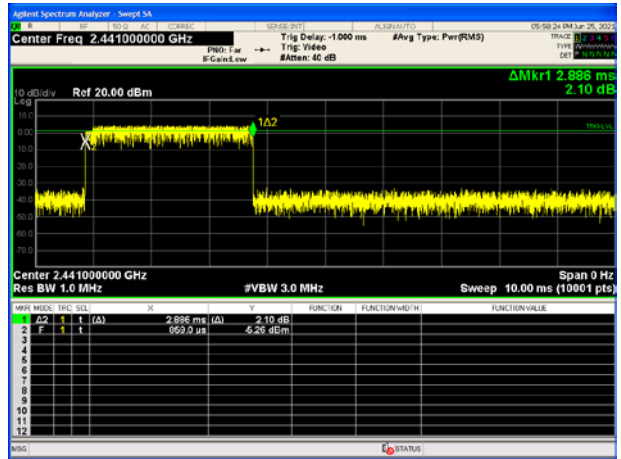 Agilent Spectrum Analyzer - Swept SA
R RF 50 Ω AC CORREC SENSE:INT ALIGNAUTO 05:58:24 PM Jun 25, 2021
Center Freq 2.441000000 GHz Trig Delay: -1.000 ms #Avg Type: Pwr(RMS) TRACE 1 2 3 4 5
PNO: Far Trig: Video TYPE
IFGain:Low #Atten: 40 dB DET P N N N N N
ΔMkr1 2.886 ms
10 dB/div Ref 20.00 dBm 2.10 dB
Log
10.0
1Δ2
0.00 TRIG LVL
-10.0
-20.0
-30.0
-40.0
-50.0
-60.0
-70.0
Center 2.441000000 GHz Span 0 Hz
Res BW 1.0 MHz #VBW 3.0 MHz Sweep 10.00 ms (10001 pts)
MKR MODE TRC SCL X Y FUNCTION FUNCTION WIDTH FUNCTION VALUE
1 Δ2 1 t (Δ) 2.886 ms (Δ) 2.10 dB
2 F 1 t 859.0 µs -5.26 dBm
3
4
5
6
7
8
9
10
11
12
MSG STATUS